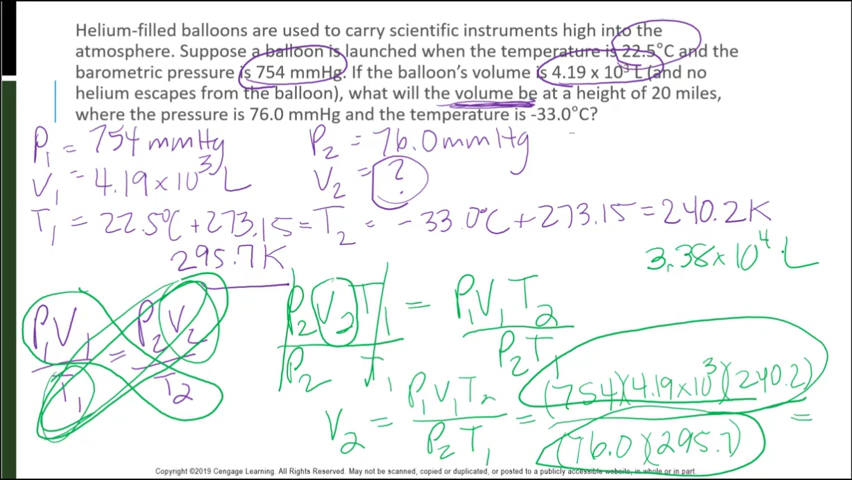 Helium-filled balloons are used to carry scientific instruments high into the
atmosphere. Suppose a balloon is launched when the temperature is 22.5°C and the
barometric pressure is 754 mmHg. If the balloon's volume is 4.19 x 10³ L (and no
helium escapes from the balloon), what will the volume be at a height of 20 miles,
where the pressure is 76.0 mmHg and the temperature is -33.0°C?
P₁ = 754 mmHg P₂ = 76.0 mmHg
V₁ = 4.19 x 10³ L V₂ = ?
T₁ = 22.5°C + 273.15 = T₂ = -33.0°C + 273.15 = 240.2K
295.7K
3.38 x 10⁴ L
P₁V₁/T₁ = P₂V₂/T₂
P₂V₂T₁/P₂T₁ = P₁V₁T₂/P₂T₁
V₂ = P₁V₁T₂/P₂T₁ = (754)(4.19x10³)(240.2)/(76.0)(295.7) =
Copyright ©2019 Cengage Learning. All Rights Reserved. May not be scanned, copied or duplicated, or posted to a publicly accessible website, in whole or in part.